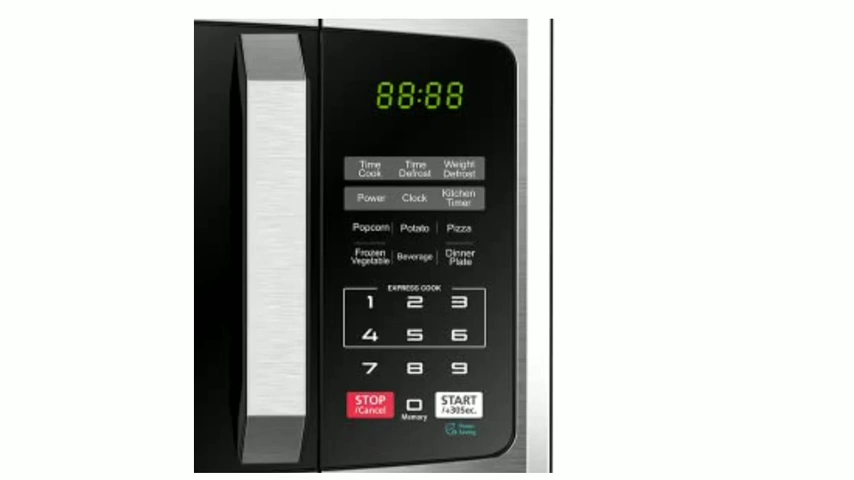 88:88
Time Cook Time Defrost Weight Defrost
Power Clock Kitchen Timer
Popcorn Potato Pizza
Frozen Vegetable Beverage Dinner Plate
EXPRESS COOK
1 2 3
4 5 6
7 8 9
STOP /Cancel 0 START /+30Sec.
Memory